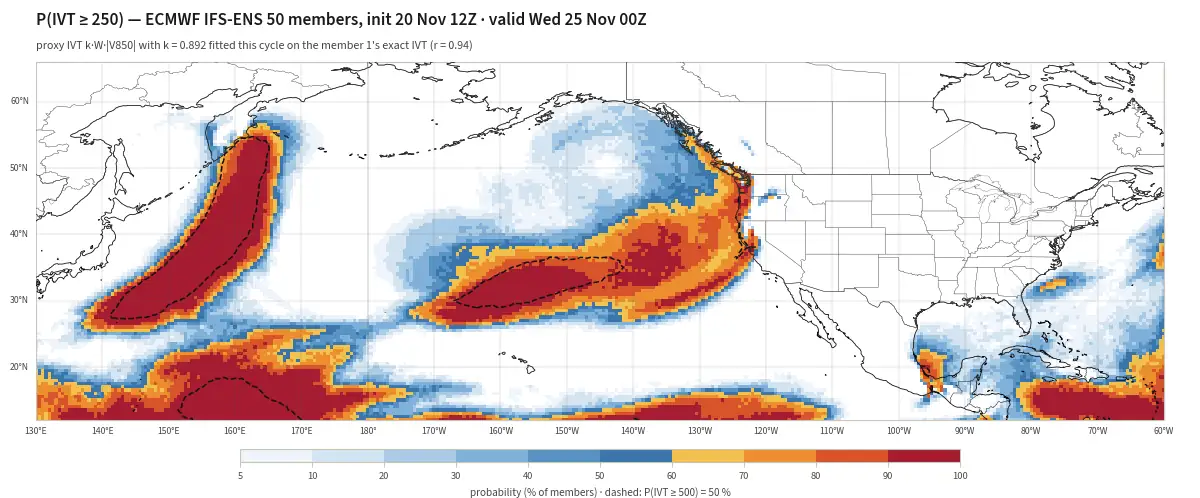 P(IVT ≥ 250) — ECMWF IFS-ENS 50 members, init 20 Nov 12Z · valid Wed 25 Nov 00Z
proxy IVT k·W·|V850| with k = 0.892 fitted this cycle on the member 1's exact IVT (r = 0.94)
60°N
50°N
40°N
30°N
20°N
130°E 140°E 150°E 160°E 170°E 180° 170°W 160°W 150°W 140°W 130°W 120°W 110°W 100°W 90°W 80°W 70°W 60°W
5 10 20 30 40 50 60 70 80 90 100
probability (% of members) · dashed: P(IVT ≥ 500) = 50 %